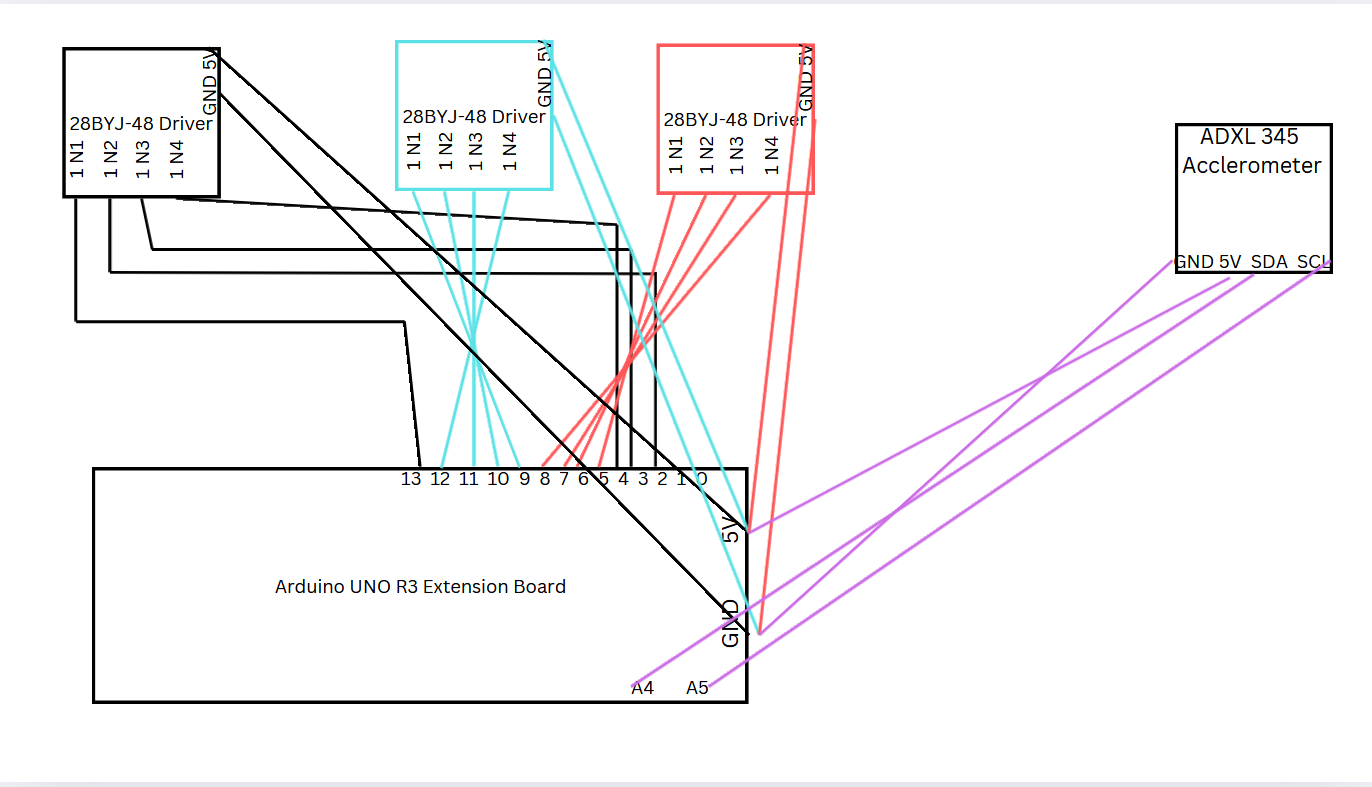 GND 5V
28BYJ-48 Driver
1 N1
1 N2
1 N3
1 N4
GND 5V
28BYJ-48 Driver
1 N1
1 N2
1 N3
1 N4
GND 5V
28BYJ-48 Driver
1 N1
1 N2
1 N3
1 N4
ADXL 345
Acclerometer
GND 5V SDA SCL
13 12 11 10 9 8 7 6 5 4 3 2 1 0
5V
Arduino UNO R3 Extension Board
GND
A4 A5